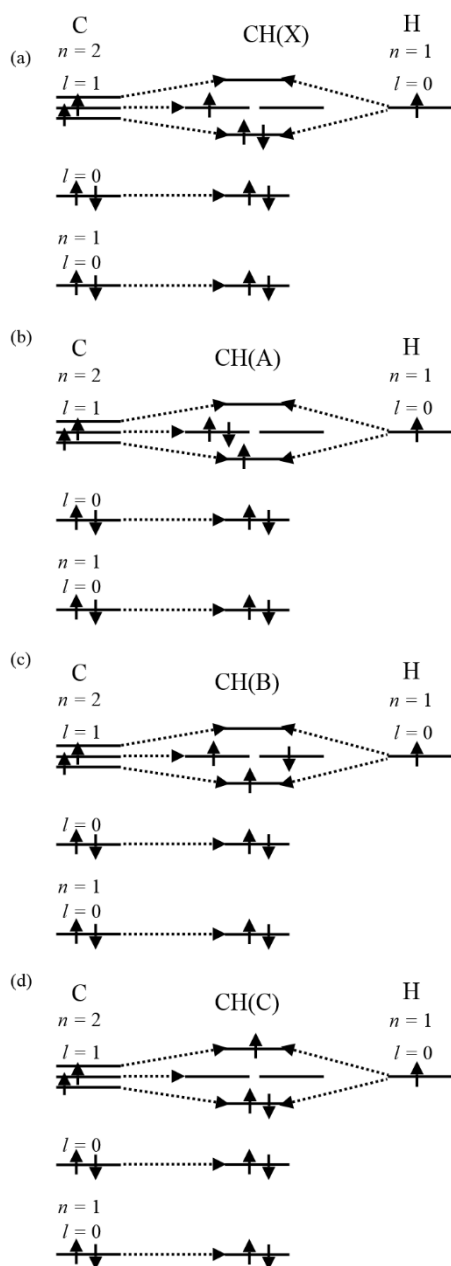 (a)
C CH(X) H
n = 2 n = 1
l = 1 l = 0
l = 0
n = 1
l = 0
(b)
C CH(A) H
n = 2 n = 1
l = 1 l = 0
l = 0
n = 1
l = 0
(c)
C CH(B) H
n = 2 n = 1
l = 1 l = 0
l = 0
n = 1
l = 0
(d)
C CH(C) H
n = 2 n = 1
l = 1 l = 0
l = 0
n = 1
l = 0